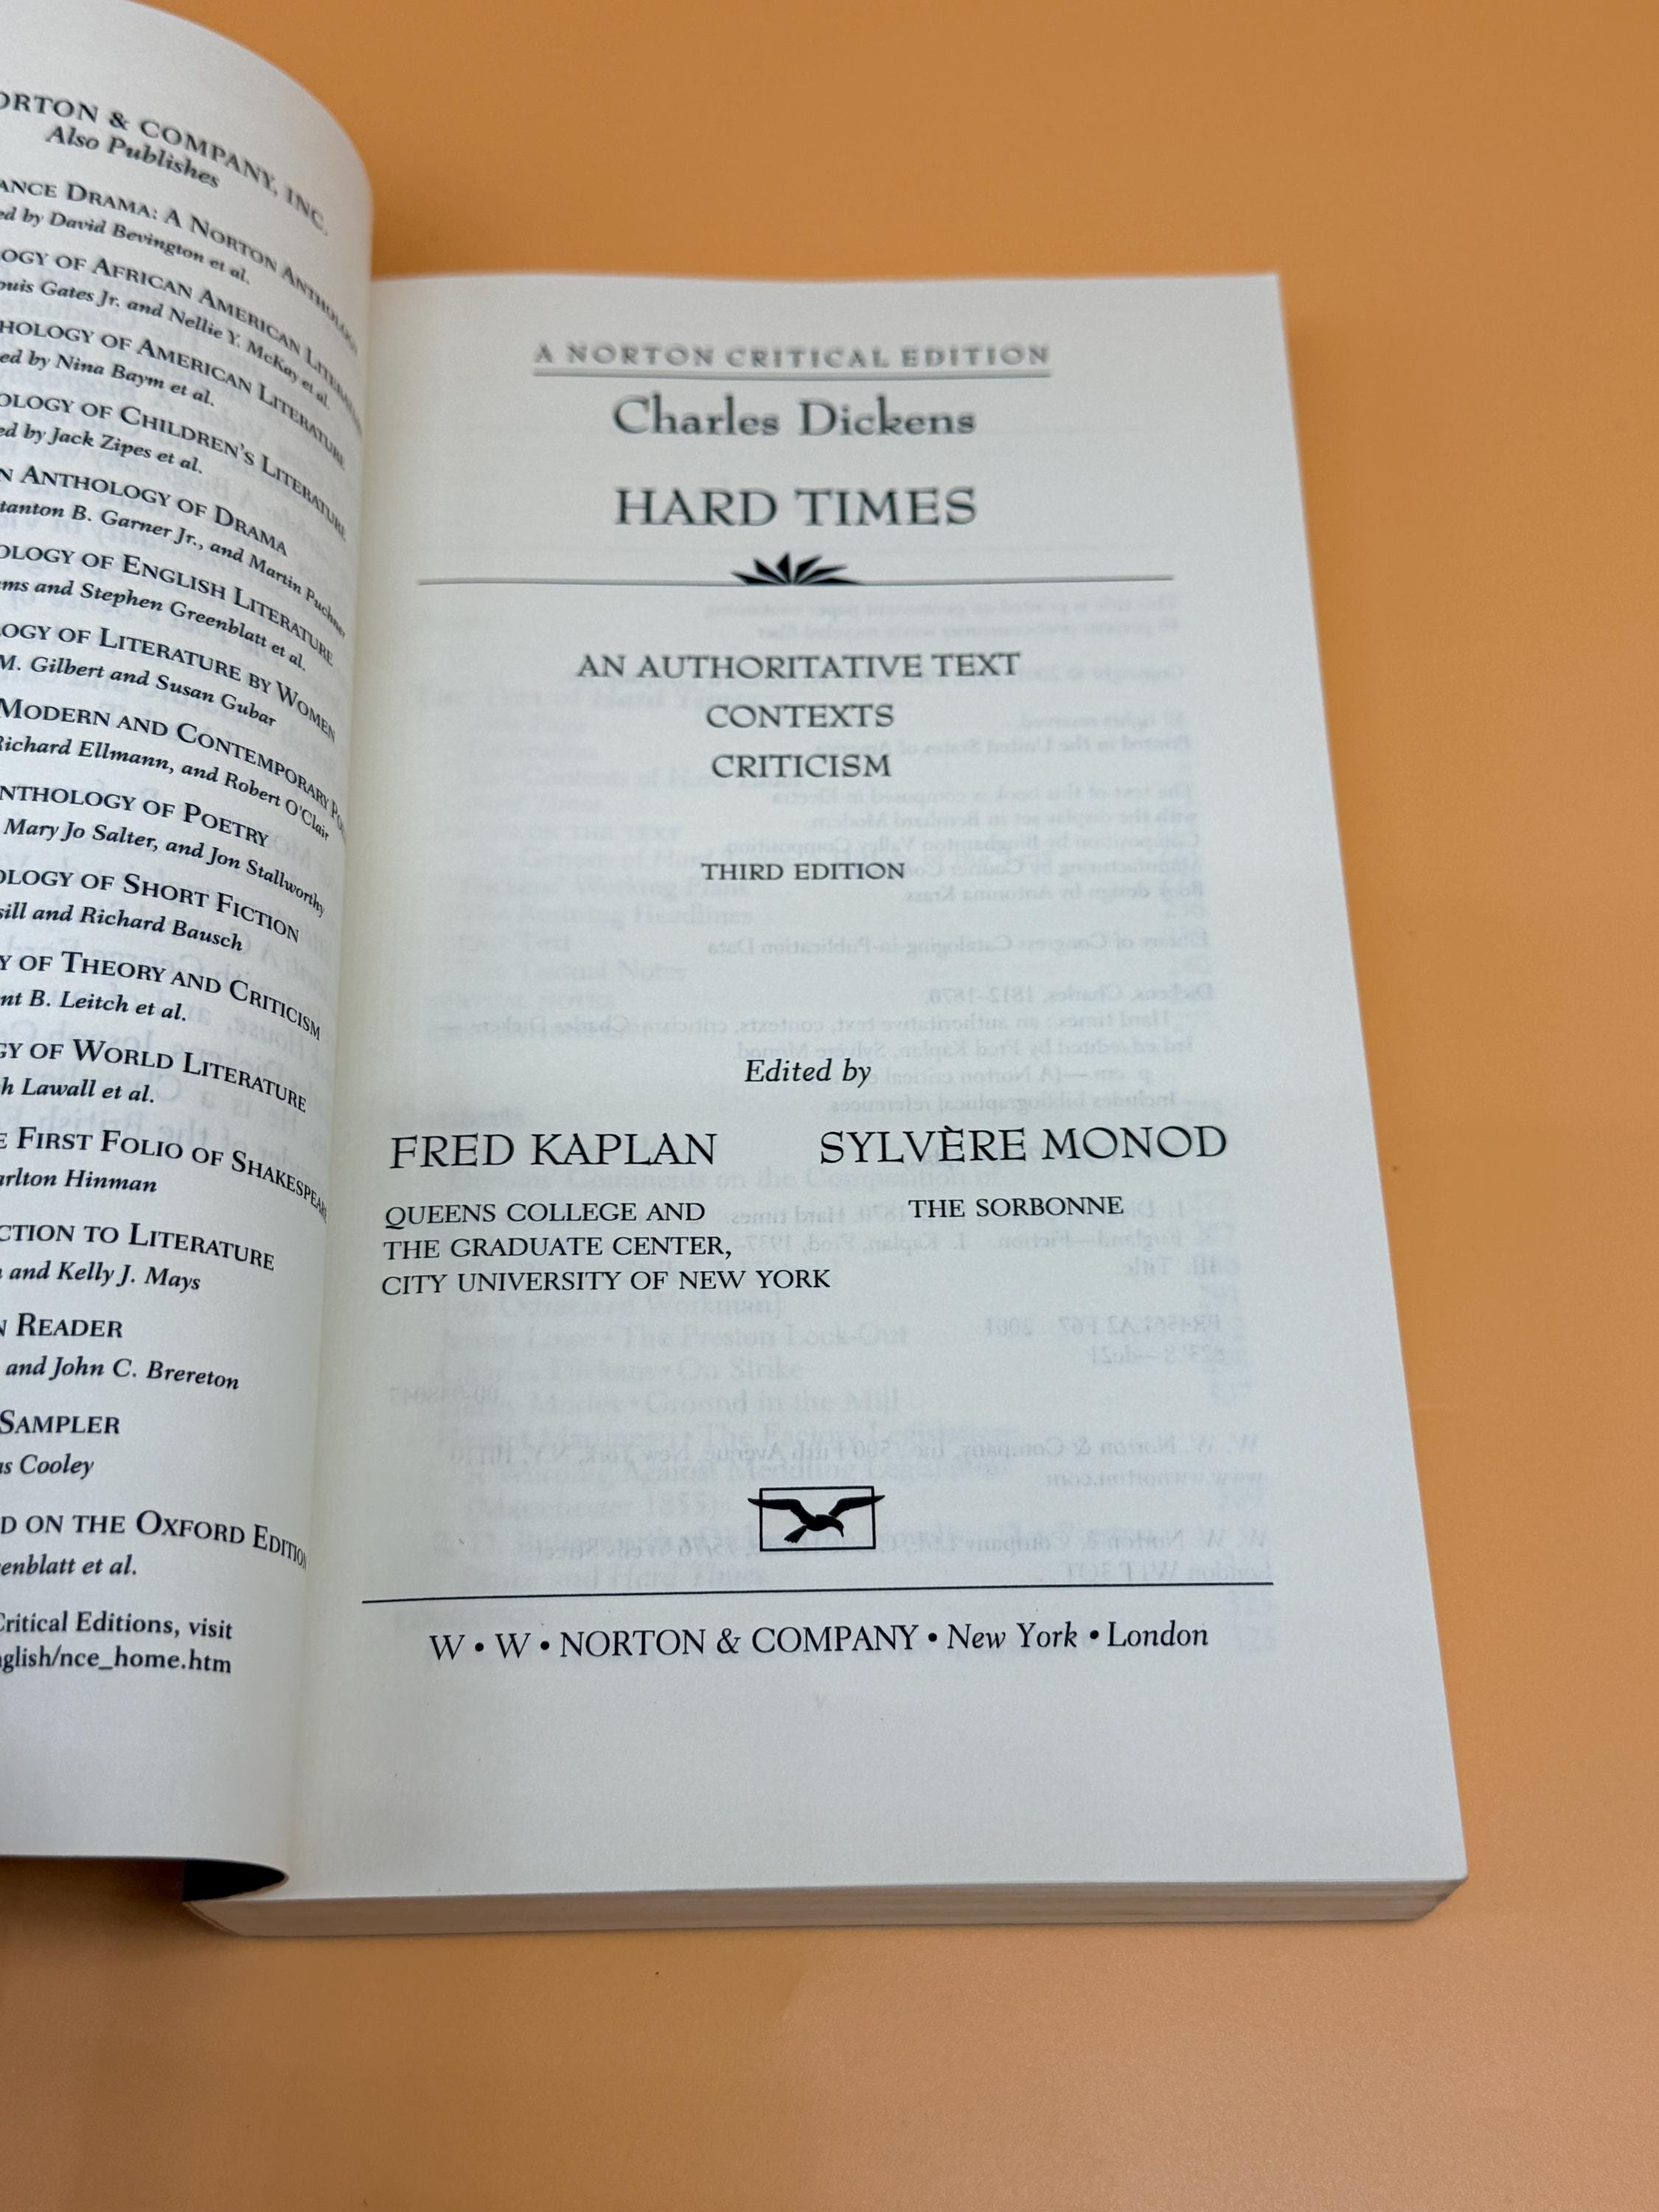 ORTON & COMPANY, INC.
Also Publishes
ANCE DRAMA: A NORTON ANTHOLOGY
ed by David Bevington et al.
OGY OF AFRICAN AMERICAN LITERATURE
ouis Gates Jr. and Nellie Y. McKay et al.
HOLOGY OF AMERICAN LITERATURE
ed by Nina Baym et al.
OLOGY OF CHILDREN'S LITERATURE
ed by Jack Zipes et al.
N ANTHOLOGY OF DRAMA
tanton B. Garner Jr., and Martin Puchner
OLOGY OF ENGLISH LITERATURE
ms and Stephen Greenblatt et al.
OGY OF LITERATURE BY WOMEN
M. Gilbert and Susan Gubar
MODERN AND CONTEMPORARY
Richard Ellmann, and Robert O'Clair
NTHOLOGY OF POETRY
Mary Jo Salter, and Jon Stallworthy
OLOGY OF SHORT FICTION
sill and Richard Bausch
Y OF THEORY AND CRITICISM
nt B. Leitch et al.
GY OF WORLD LITERATURE
h Lawall et al.
E FIRST FOLIO OF SHAKESPEARE
arlton Hinman
CTION TO LITERATURE
and Kelly J. Mays
N READER
and John C. Brereton
SAMPLER
as Cooley
D ON THE OXFORD EDITION
enblatt et al.
Critical Editions, visit
glish/nce_home.htm
A NORTON CRITICAL EDITION
Charles Dickens
HARD TIMES
AN AUTHORITATIVE TEXT
CONTEXTS
CRITICISM
THIRD EDITION
Edited by
FRED KAPLAN
QUEENS COLLEGE AND
THE GRADUATE CENTER,
CITY UNIVERSITY OF NEW YORK
SYLVÈRE MONOD
THE SORBONNE
W • W • NORTON & COMPANY • New York • London